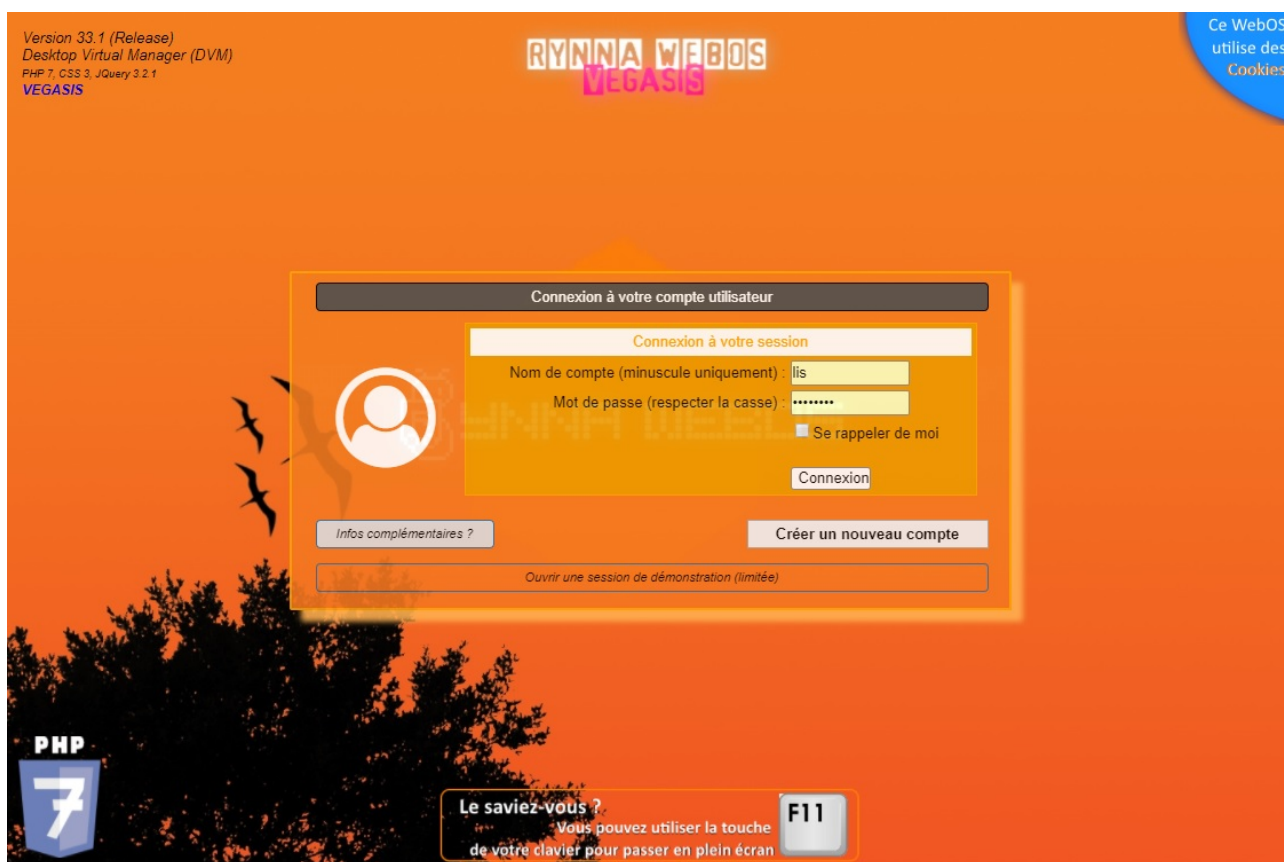 Version 33.1 (Release)
Desktop Virtual Manager (DVM)
PHP 7, CSS 3, JQuery 3.2.1
VEGASIS
RYNNA WEBOS
VEGASIS
Ce WebOS
utilise des
Cookies
Connexion à votre compte utilisateur
Connexion à votre session
Nom de compte (minuscule uniquement) : lis
Mot de passe (respecter la casse) : ••••••••
Se rappeler de moi
Connexion
YNNA WEBOS
Infos complémentaires ?
Créer un nouveau compte
Ouvrir une session de démonstration (limitée)
PHP
7
Le saviez-vous ?
Vous pouvez utiliser la touche
de votre clavier pour passer en plein écran
F11